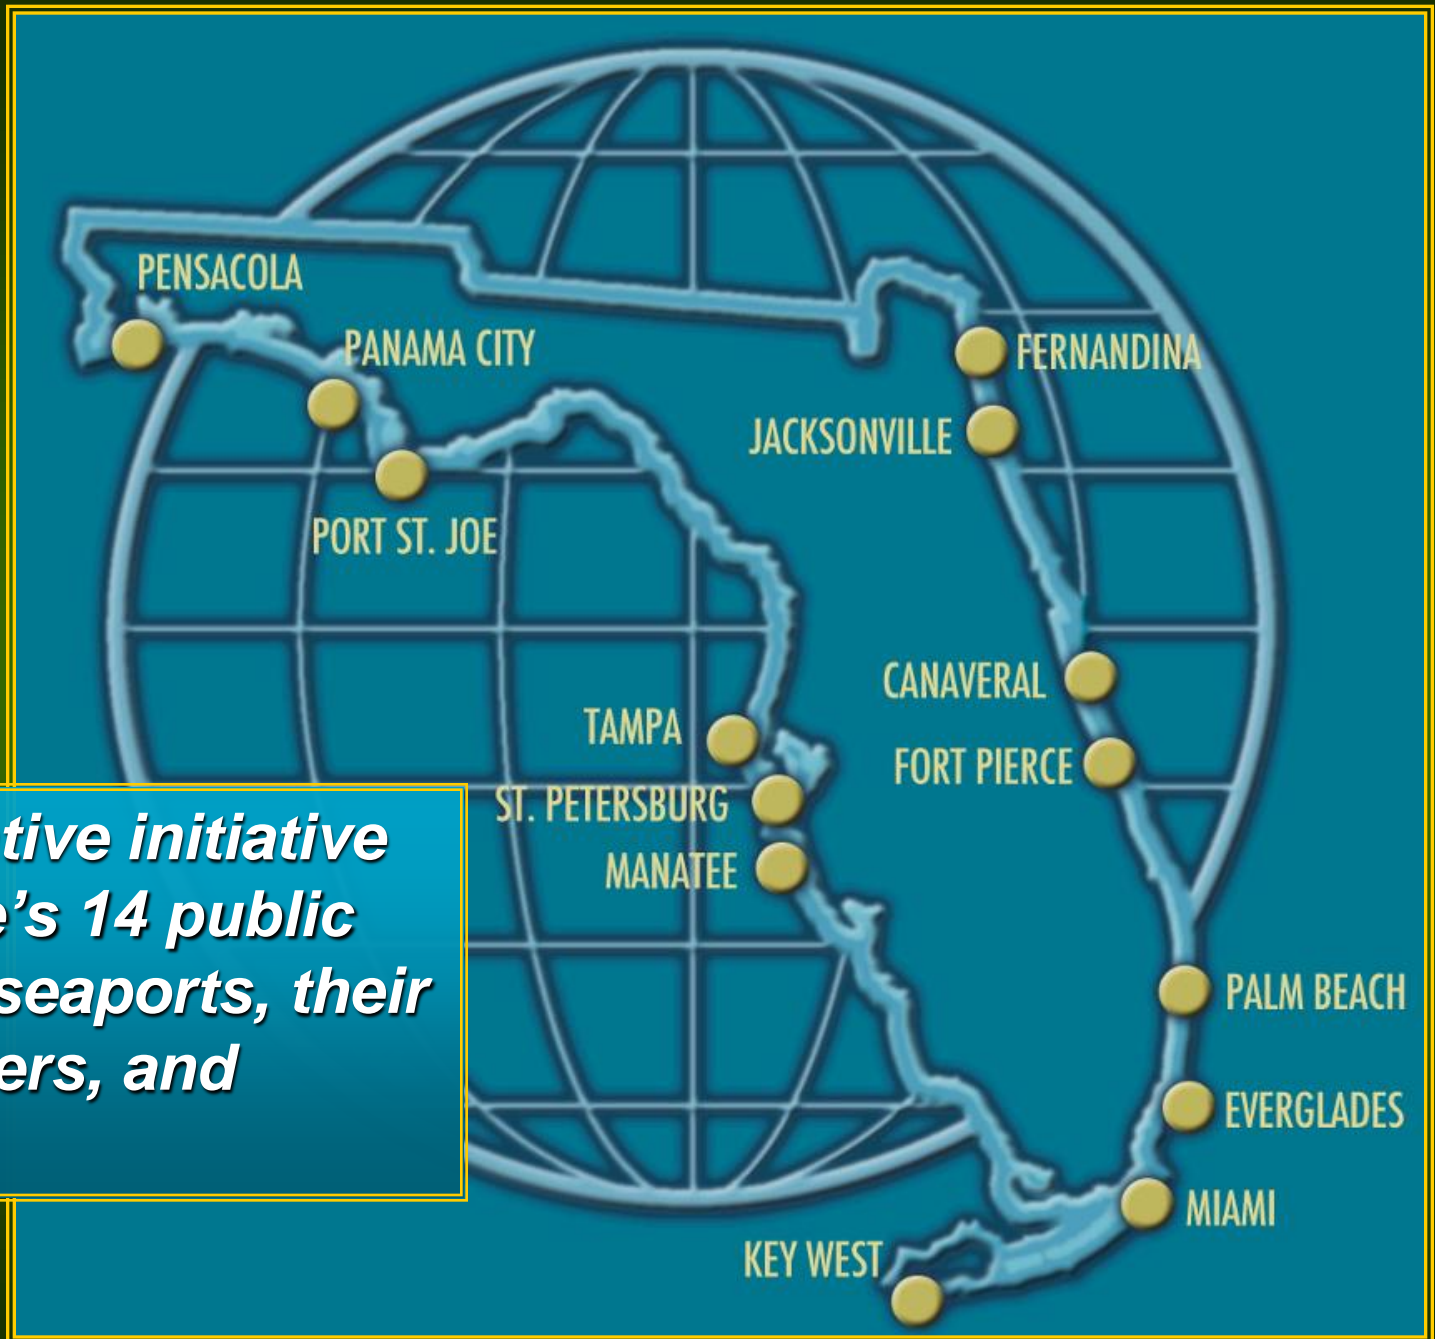 PENSACOLA
PANAMA CITY
FERNANDINA
JACKSONVILLE
PORT ST. JOE
CANAVERAL
TAMPA
FORT PIERCE
ST. PETERSBURG
MANATEE
tive initiative
’s 14 public
seaports, their
ers, and
PALM BEACH
EVERGLADES
MIAMI
KEY WEST